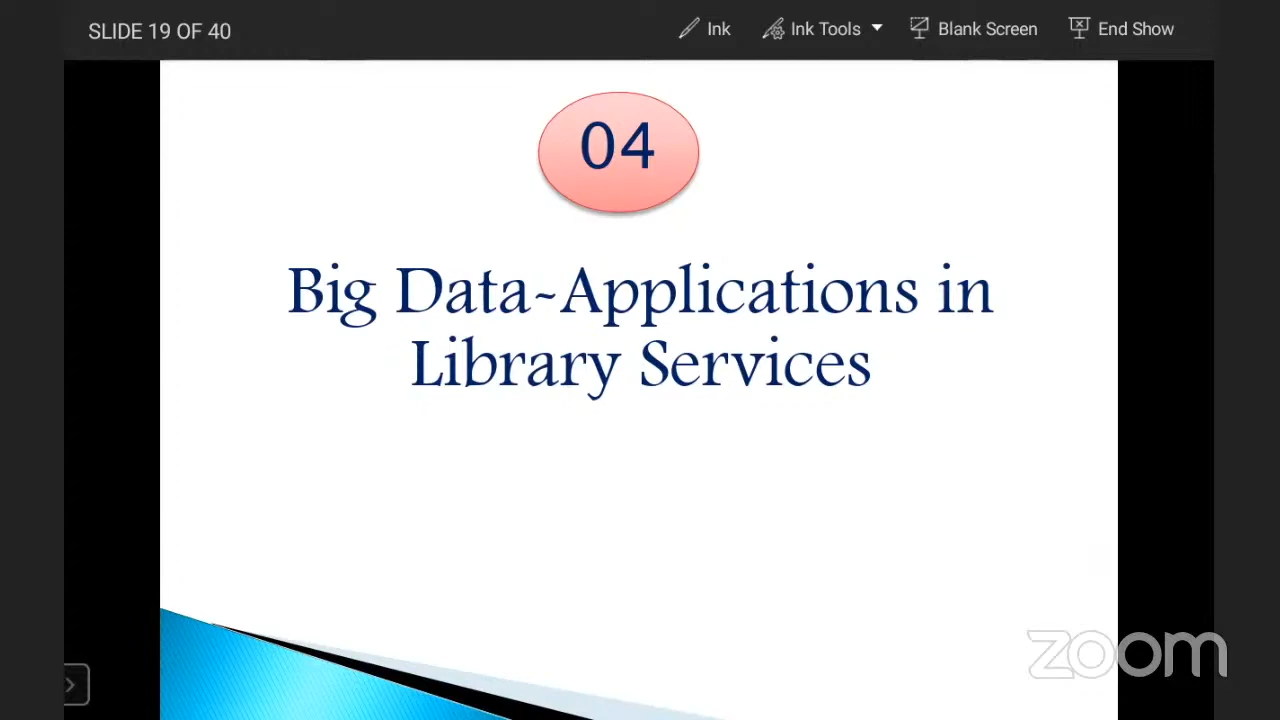 SLIDE 19 OF 40
Ink
Ink Tools
Blank Screen
End Show
04
Big Data-Applications in
Library Services
zoom